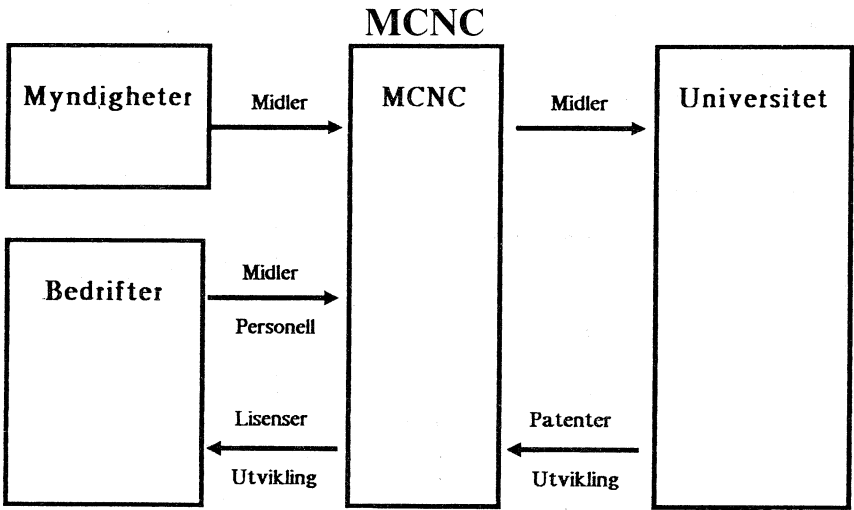 MCNC
Myndigheter
Midler
MCNC
Midler
Universitet
Bedrifter
Midler
Personell
Lisenser
Utvikling
Patenter
Utvikling